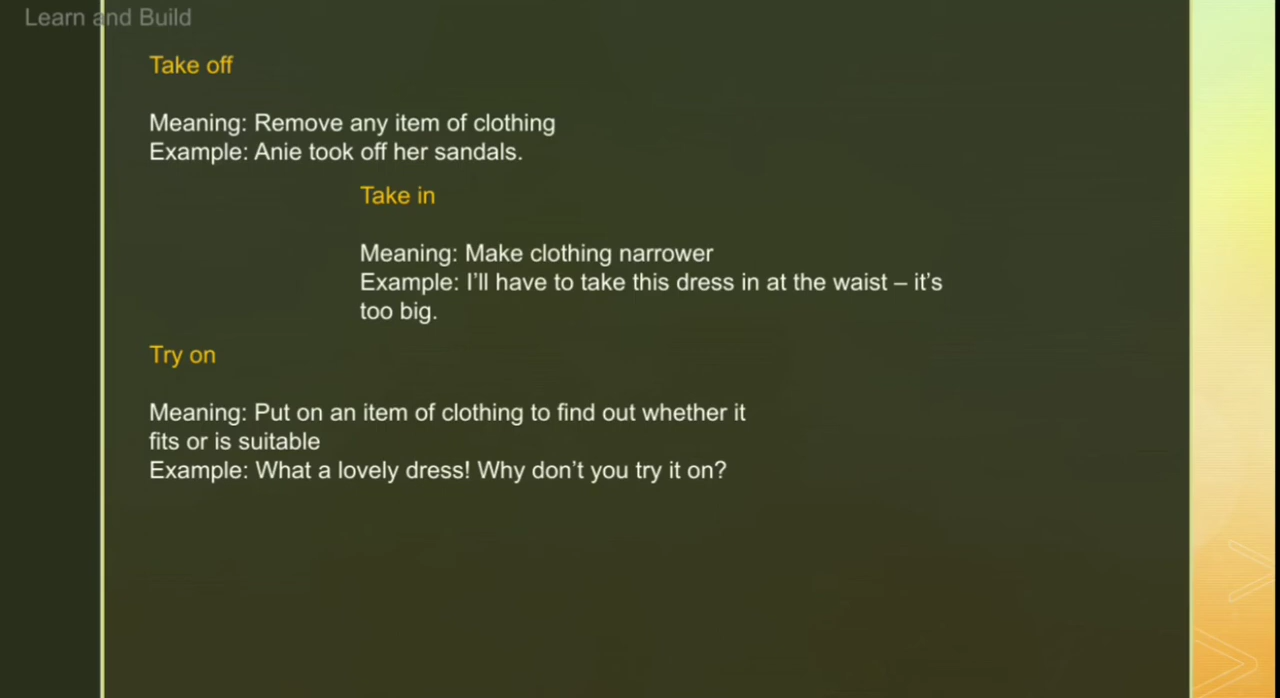 Learn and Build
Take off
Meaning: Remove any item of clothing
Example: Anie took off her sandals.
Take in
Meaning: Make clothing narrower
Example: I’ll have to take this dress in at the waist – it’s
too big.
Try on
Meaning: Put on an item of clothing to find out whether it
fits or is suitable
Example: What a lovely dress! Why don’t you try it on?